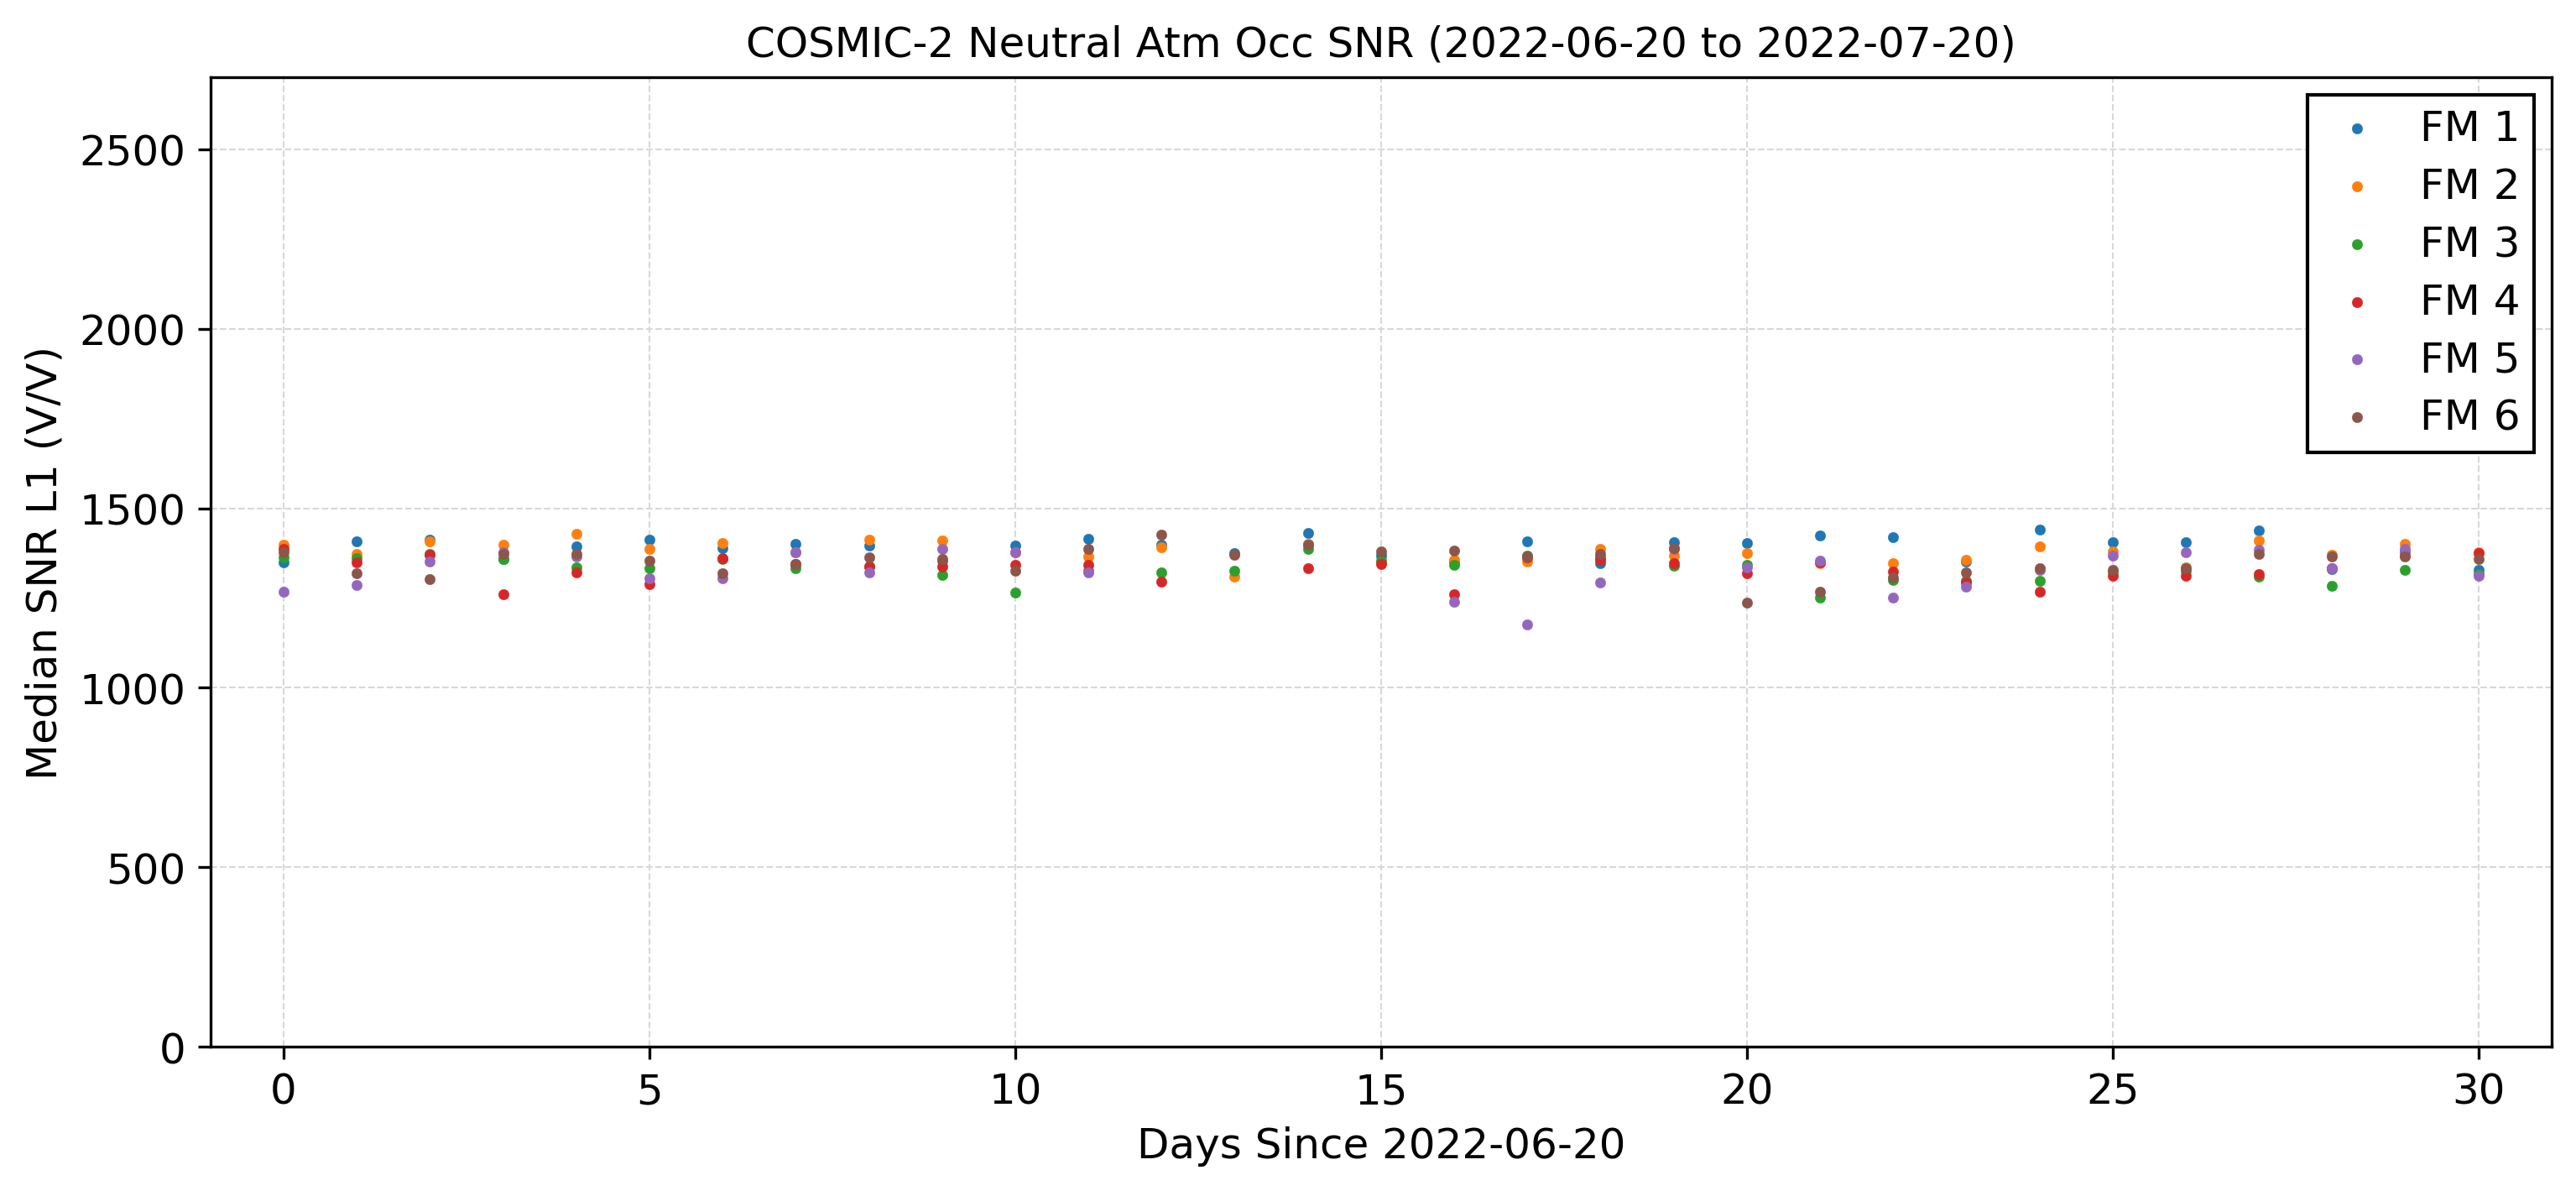 COSMIC-2 Neutral Atm Occ SNR (2022-06-20 to 2022-07-20)
Median SNR L1 (V/V)
2500
2000
1500
1000
500
0
FM 1
FM 2
FM 3
FM 4
FM 5
FM 6
0 5 10 15 20 25 30
Days Since 2022-06-20